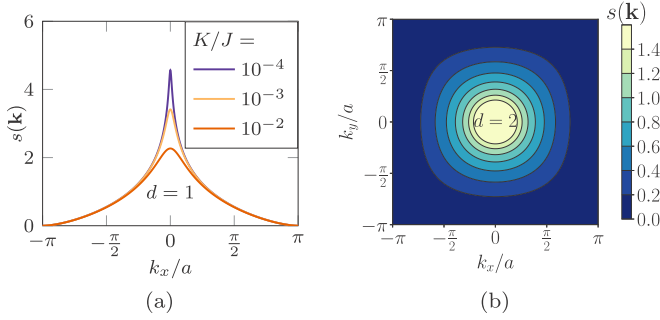 (a)
s(k)
6
4
2
0
K/J =
10⁻⁴
10⁻³
10⁻²
d = 1
−π
−π/2
0
π/2
π
kₓ/a
(b)
s(k)
k_y/a
π
π/2
0
−π/2
−π
d = 2
−π
−π/2
0
π/2
π
kₓ/a
1.4
1.2
1.0
0.8
0.6
0.4
0.2
0.0